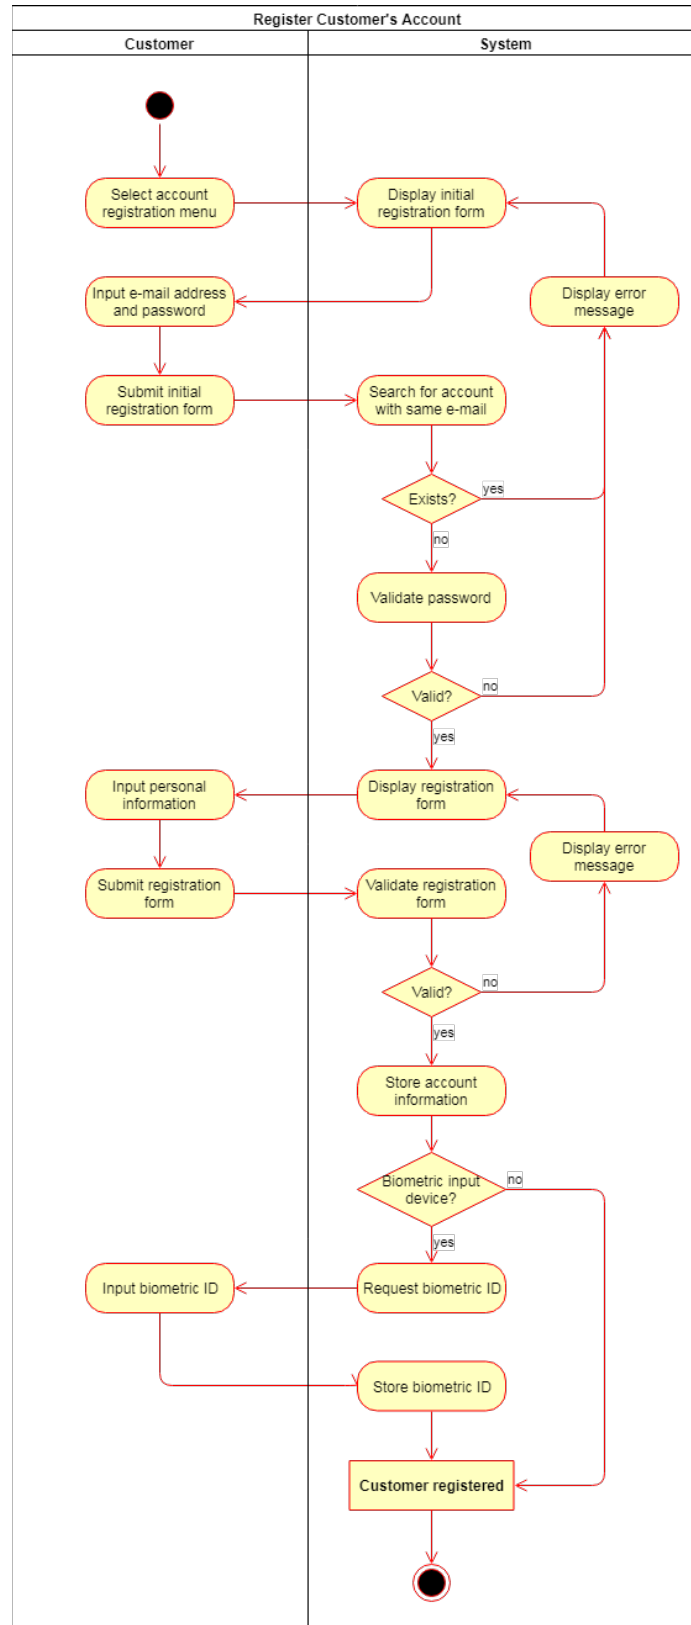 Register Customer's Account
Customer
System
Select account
registration menu
Display initial
registration form
Input e-mail address
and password
Display error
message
Submit initial
registration form
Search for account
with same e-mail
Exists?
yes
no
Validate password
Valid?
no
yes
Input personal
information
Display registration
form
Display error
message
Submit registration
form
Validate registration
form
Valid?
no
yes
Store account
information
Biometric input
device?
no
yes
Input biometric ID
Request biometric ID
Store biometric ID
Customer registered